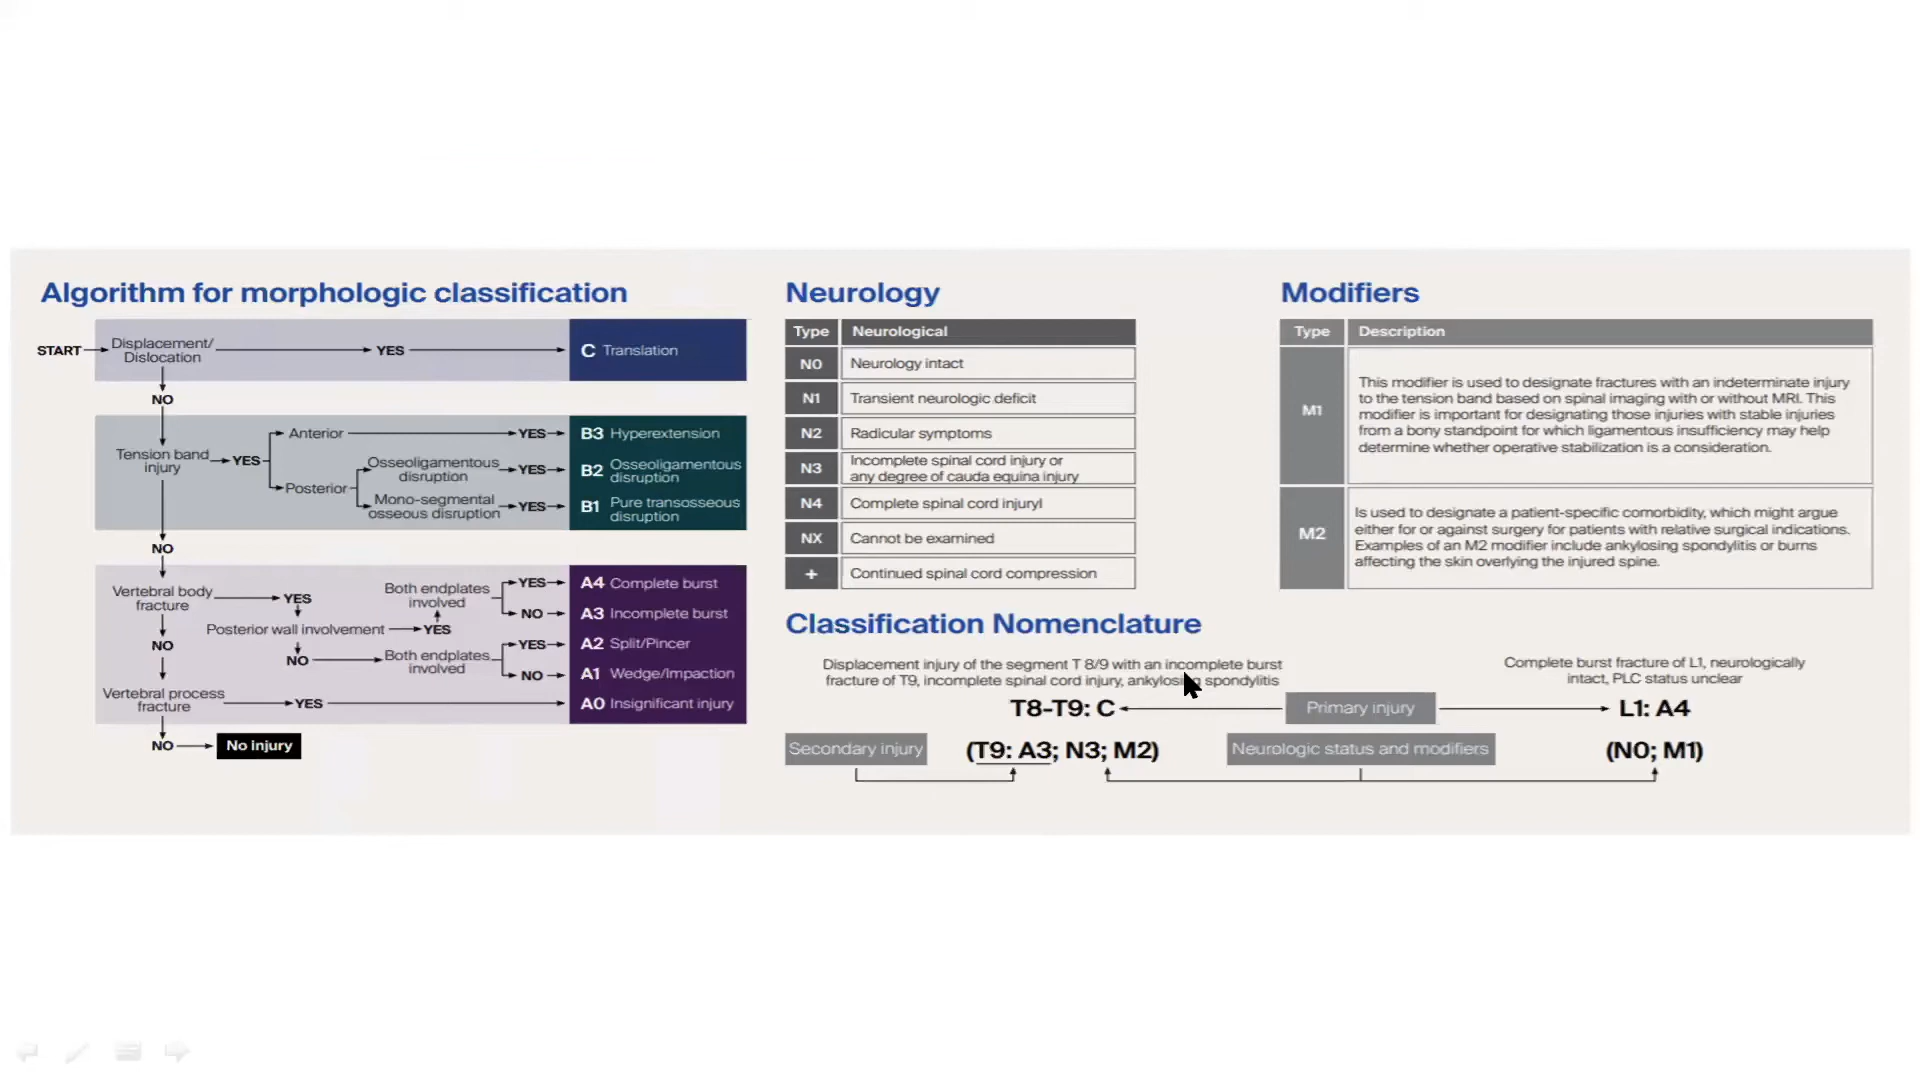 Algorithm for morphologic classification
START
Displacement/
Dislocation
YES
C Translation
NO
Tension band
injury
YES
Anterior
YES
B3 Hyperextension
Posterior
Osseoligamentous
disruption
YES
B2 Osseoligamentous
disruption
Mono-segmental
osseous disruption
YES
B1 Pure transosseous
disruption
NO
Vertebral body
fracture
YES
Posterior wall involvement
YES
Both endplates
involved
YES
A4 Complete burst
NO
A3 Incomplete burst
NO
Both endplates
involved
YES
A2 Split/Pincer
NO
A1 Wedge/Impaction
NO
Vertebral process
fracture
YES
A0 Insignificant injury
NO
No injury
Neurology
Type Neurological
N0 Neurology intact
N1 Transient neurologic deficit
N2 Radicular symptoms
N3 Incomplete spinal cord injury or
any degree of cauda equina injury
N4 Complete spinal cord injuryl
NX Cannot be examined
+ Continued spinal cord compression
Modifiers
Type Description
M1
This modifier is used to designate fractures with an indeterminate injury
to the tension band based on spinal imaging with or without MRI. This
modifier is important for designating those injuries with stable injuries
from a bony standpoint for which ligamentous insufficiency may help
determine whether operative stabilization is a consideration.
M2
Is used to designate a patient-specific comorbidity, which might argue
either for or against surgery for patients with relative surgical indications.
Examples of an M2 modifier include ankylosing spondylitis or burns
affecting the skin overlying the injured spine.
Classification Nomenclature
Displacement injury of the segment T 8/9 with an incomplete burst
fracture of T9, incomplete spinal cord injury, ankylosing spondylitis
T8-T9: C
Primary injury
Complete burst fracture of L1, neurologically
intact, PLC status unclear
L1: A4
Secondary injury
(T9: A3; N3; M2)
Neurologic status and modifiers
(N0; M1)